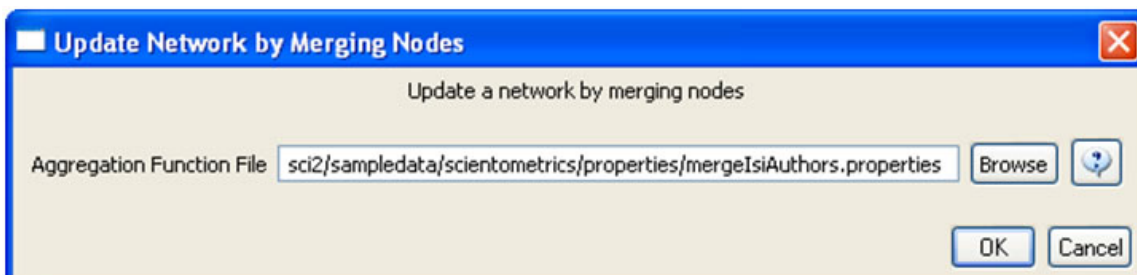 Update Network by Merging Nodes
Update a network by merging nodes
Aggregation Function File sci2/sampledata/scientometrics/properties/mergeIsiAuthors.properties Browse ?
OK Cancel